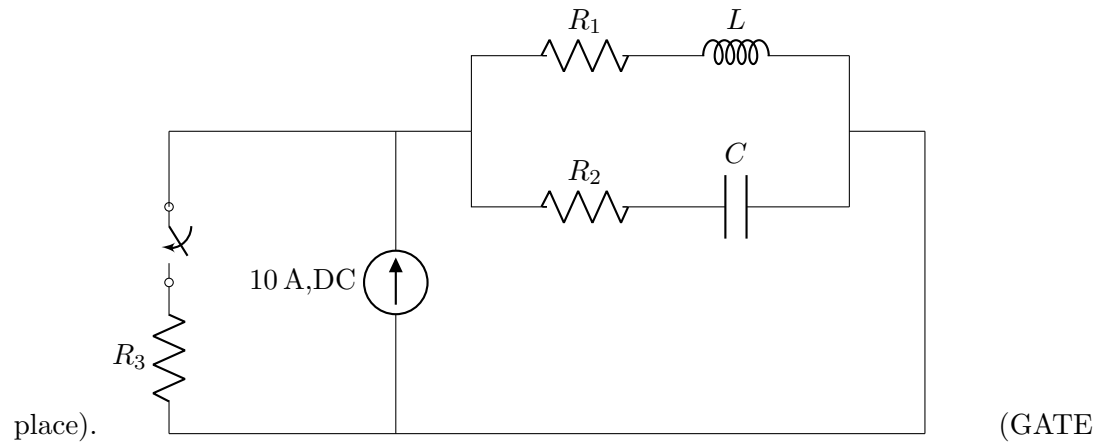 R₁
L
R₂
C
10 A,DC
R₃
place). (GATE